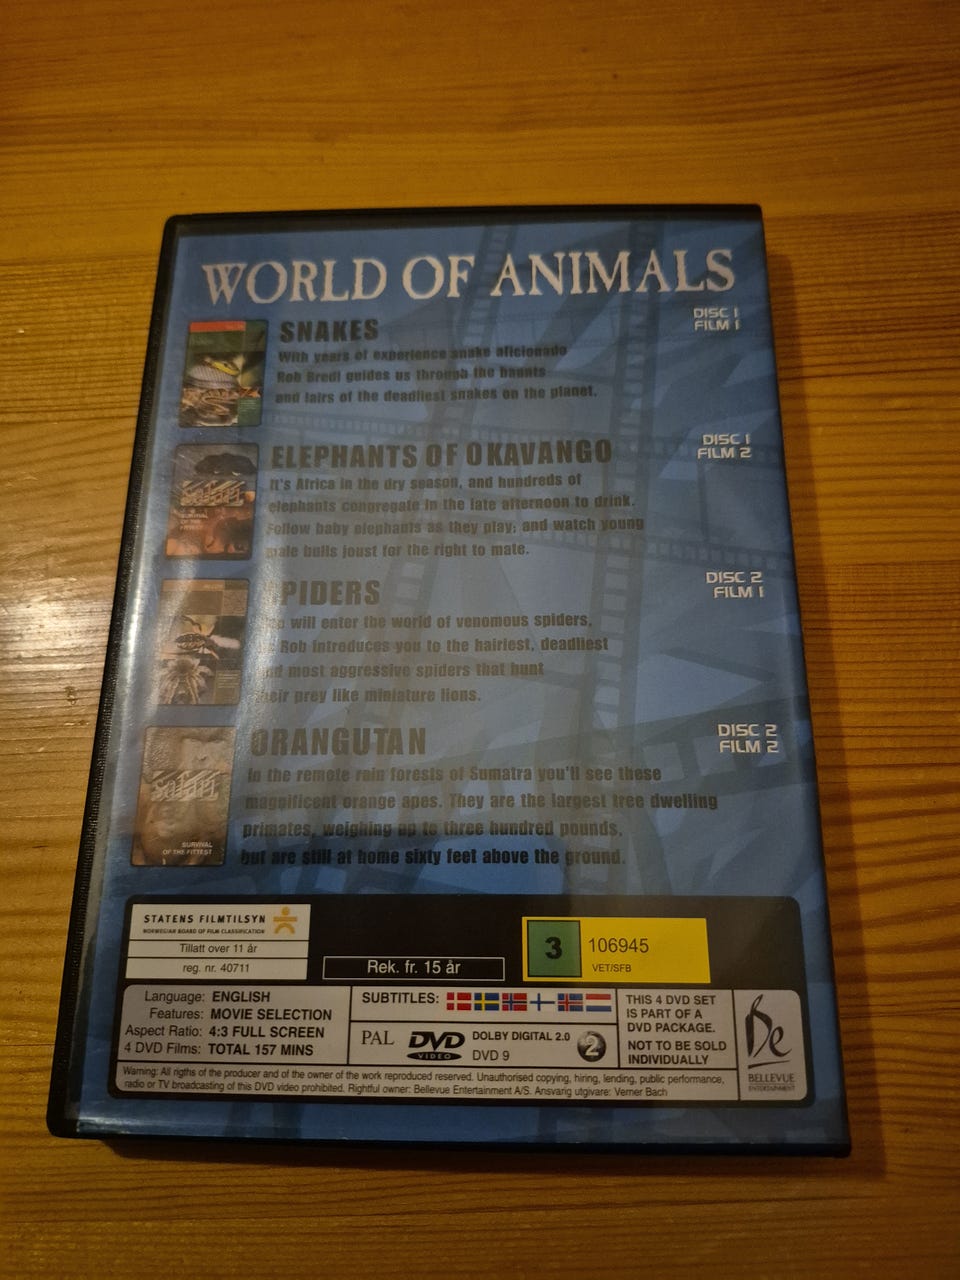 WORLD OF ANIMALS
DISC 1
FILM 1
SNAKES
With years of experience snake aficionado
Rob Bredl guides us through the haunts
and lairs of the deadliest snakes on the planet.
DISC 1
FILM 2
ELEPHANTS OF OKAVANGO
It's Africa in the dry season, and hundreds of
elephants congregate in the late afternoon to drink.
Follow baby elephants as they play; and watch young
male bulls joust for the right to mate.
safari
SURVIVAL
OF THE
FITTEST
DISC 2
FILM 1
SPIDERS
will enter the world of venomous spiders,
Rob introduces you to the hairiest, deadliest
and most aggressive spiders that hunt
their prey like miniature lions.
DISC 2
FILM 2
ORANGUTAN
In the remote rain forests of Sumatra you'll see these
magnificent orange apes. They are the largest tree dwelling
primates, weighing up to three hundred pounds,
but are still at home sixty feet above the ground.
safari
SURVIVAL
OF THE FITTEST
STATENS FILMTILSYN
NORWEGIAN BOARD OF FILM CLASSIFICATION
Tillatt over 11 år
reg. nr. 40711
Rek. fr. 15 år
3
106945
VET/SFB
Language: ENGLISH
Features: MOVIE SELECTION
Aspect Ratio: 4:3 FULL SCREEN
4 DVD Films: TOTAL 157 MINS
SUBTITLES:
PAL DVD VIDEO
DOLBY DIGITAL 2.0
DVD 9
2
THIS 4 DVD SET
IS PART OF A
DVD PACKAGE.
NOT TO BE SOLD
INDIVIDUALLY
Be
BELLEVUE
ENTERTAINMENT
Warning: All rigths of the producer and of the owner of the work reproduced reserved. Unauthorised copying, hiring, lending, public performance,
radio or TV broadcasting of this DVD video prohibited. Rightful owner: Bellevue Entertainment A/S. Ansvarig utgivare: Verner Bach